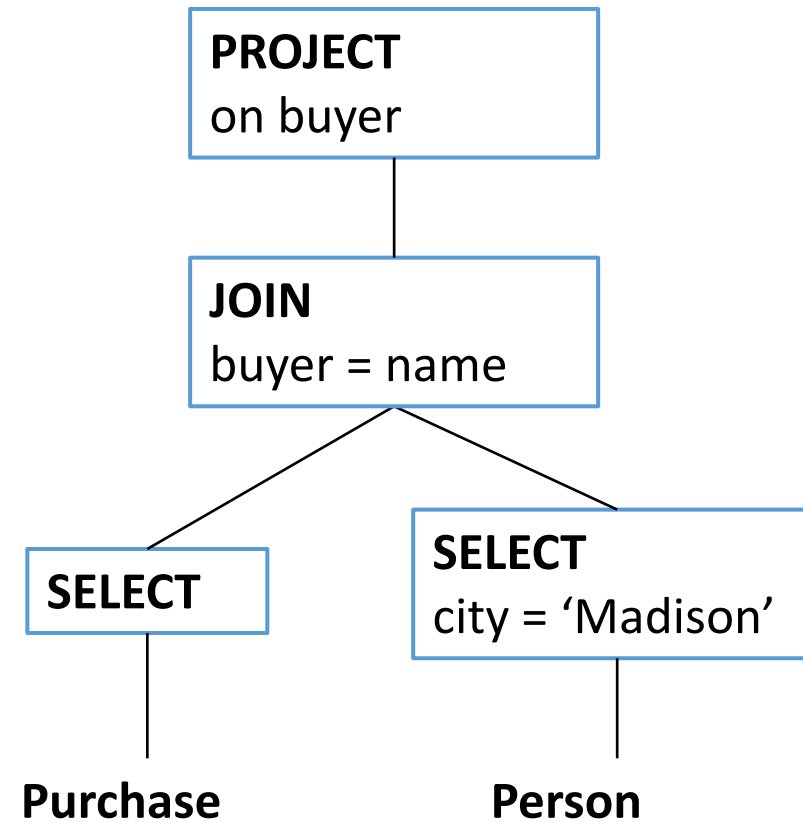 PROJECT
on buyer
JOIN
buyer = name
SELECT
SELECT
city = ‘Madison’
Purchase
Person